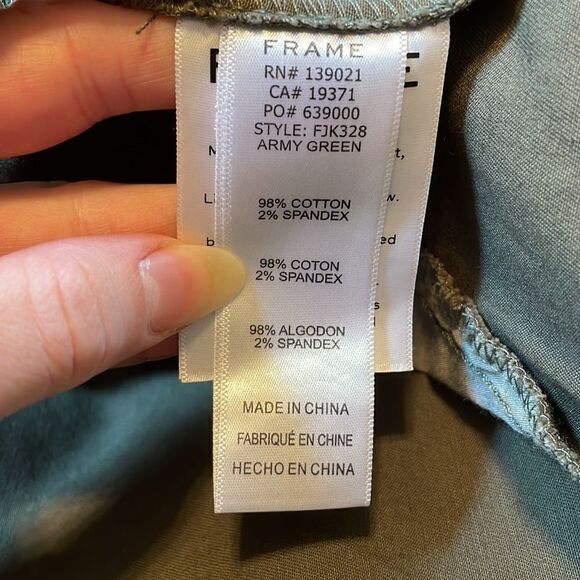 FRAME
RN# 139021
CA# 19371
PO# 639000
STYLE: FJK328
ARMY GREEN
98% COTTON
2% SPANDEX
98% COTON
2% SPANDEX
98% ALGODON
2% SPANDEX
MADE IN CHINA
FABRIQUÉ EN CHINE
HECHO EN CHINA